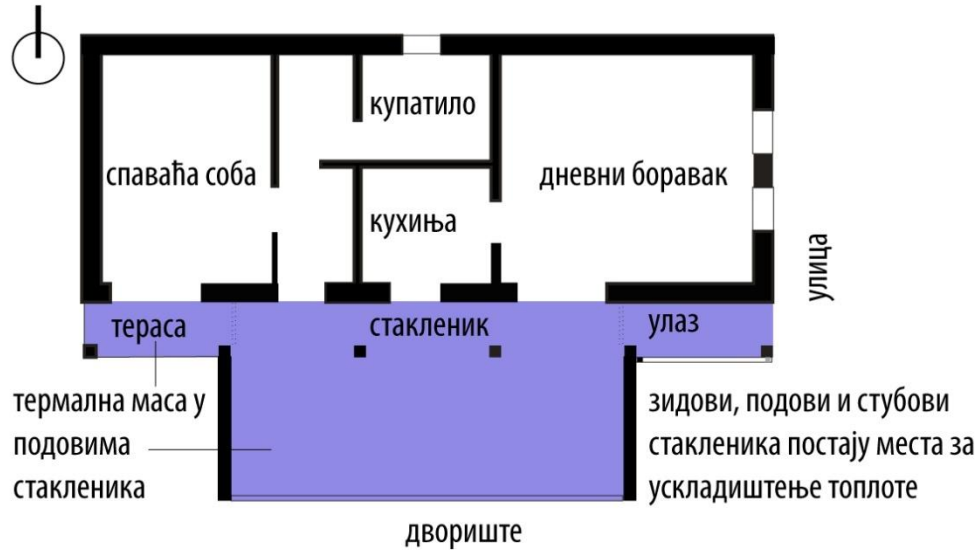 купатило
спаваћа соба
дневни боравак
кухиња
улица
тераса
стакленик
улаз
термална маса у
подовима
стакленика
зидови, подови и стубови
стакленика постају места за
ускладиштење топлоте
двориште